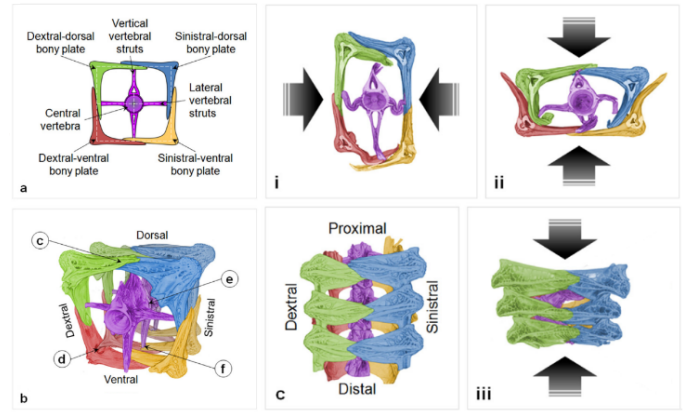 Dextral-dorsal
bony plate
Vertical
vertebral
struts
Sinistral-dorsal
bony plate
Central
vertebra
Lateral
vertebral
struts
Dextral-ventral
bony plate
Sinistral-ventral
bony plate
a
i
ii
Dorsal
c
e
Dextral
Sinistral
d
f
Ventral
b
Proximal
Dextral
Sinistral
Distal
c
iii